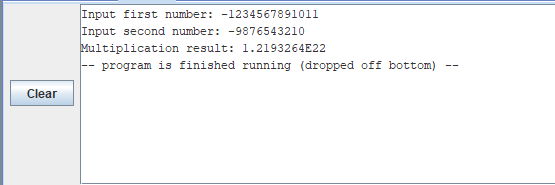 Input first number: -1234567891011
Input second number: -9876543210
Multiplication result: 1.2193264E22
-- program is finished running (dropped off bottom) --
Clear